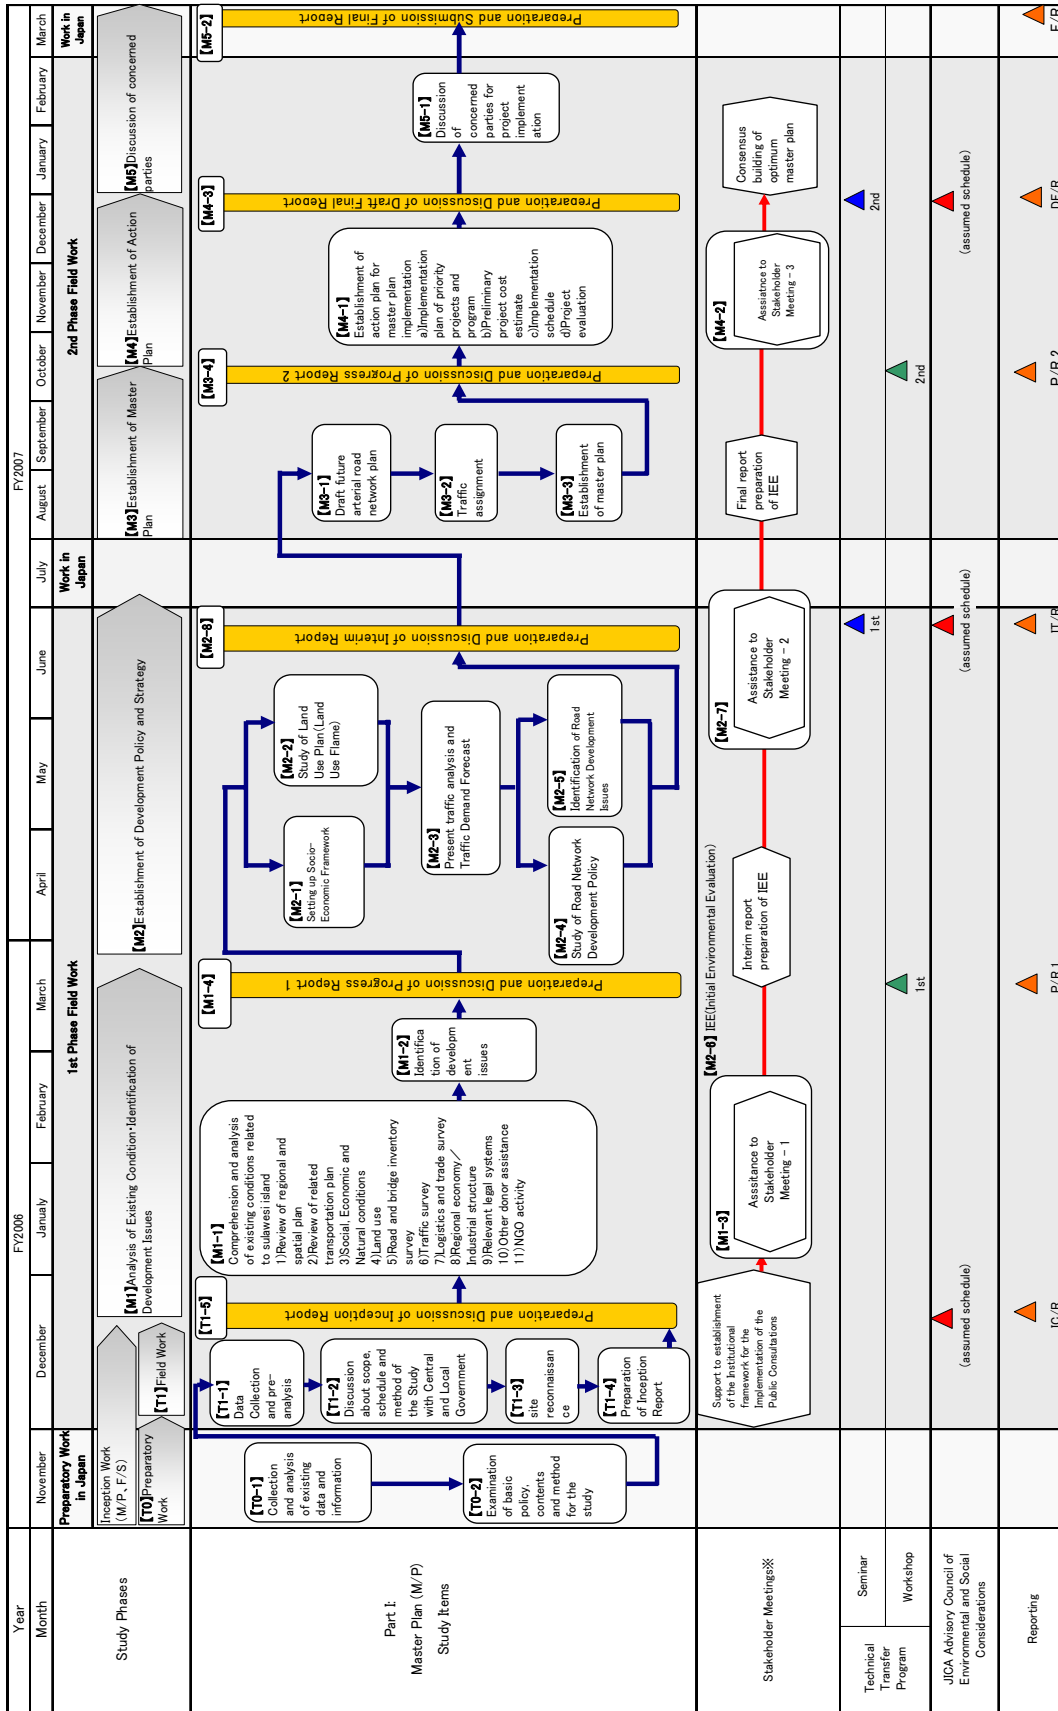 Year
FY2006
FY2007
Month
November
December
January
February
March
April
May
June
July
August
September
October
November
December
January
February
March
Study Phases
Preparatory Work
in Japan
1st Phase Field Work
Work in
Japan
2nd Phase Field Work
Work in
Japan
Inception Work
(M/P、F/S)
【T0】Preparatory
Work
【T1】Field Work
【M1】Analysis of Existing Condition・Identification of
Development Issues
【M2】Establishment of Development Policy and Strategy
【M3】Establishment of Master
Plan
【M4】Establishment of Action
Plan
【M5】Discussion of concerned
parties
Part I:
Master Plan (M/P)
Study Items
【T0-1】
Collection
and analysis
of existing
data and
information
【T0-2】
Examination
of basic
policy,
contents
and method
for the
study
【T1-1】
Data
Collection
and pre-
analysis
【T1-2】
Discussion
about scope,
schedule and
method of
the Study
with Central
and Local
Government
【T1-3】
site
reconnaissan
ce
【T1-4】
Preparation
of Inception
Report
【T1-5】
Preparation and Discussion of Inception Report
【M1-1】
Comprehension and analysis
of existing conditions related
to sulawesi island
1)Review of regional and
spatial plan
2)Review of related
transportation plan
3)Social, Economic and
Natural conditions
4)Land use
5)Road and bridge inventory
survey
6)Traffic survey
7)Logistics and trade survey
8)Regional economy／
Industrial structure
9)Relevant legal systems
10)Other donor assistance
11)NGO activity
【M1-2】
Identifica
tion of
developm
ent
issues
【M1-4】
Preparation and Discussion of Progress Report 1
【M2-1】
Setting up Socio-
Economic Framework
【M2-2】
Study of Land
Use Plan(Land
Use Flame)
【M2-3】
Present traffic analysis and
Traffic Demand Forecast
【M2-4】
Study of Road Network
Development Policy
【M2-5】
Identification of Road
Network Development
Issues
【M2-8】
Preparation and Discussion of Interim Report
【M3-1】
Draft future
arterial road
network plan
【M3-2】
Traffic
assignment
【M3-3】
Establishment
of master plan
【M3-4】
Preparation and Discussion of Progress Report 2
【M4-1】
Establishment of
action plan for
master plan
implementation
a)Implementation
plan of priority
projects and
program
b)Preliminary
project cost
estimate
c)Implementation
schedule
d)Project
evaluation
【M4-3】
Preparation and Discussion of Draft Final Report
【M5-1】
Discussion
of
concerned
parties for
project
implement
ation
【M5-2】
Preparation and Submission of Final Report
Stakeholder Meetings※
Support to establishment
of the Institutional
framework for the
Implementation of the
Public Consultations
【M1-3】
Asssitance to
Stakeholder
Meeting – 1
【M2-6】IEE(Initial Environmental Evaluation)
Interim report
preparation of IEE
【M2-7】
Assistance to
Stakeholder
Meeting – 2
Final report
preparation
of IEE
【M4-2】
Asssiatnce to
Stakeholder
Meeting – 3
Consensus
building of
optimum
master plan
Technical
Transfer
Program
Seminar
1st
2nd
Workshop
1st
2nd
JICA Advisory Council of
Environmental and Social
Considerations
(assumed schedule)
(assumed schedule)
(assumed schedule)
Reporting
IC/R
P/R 1
IT/R
P/R 2
DF/R
F/R